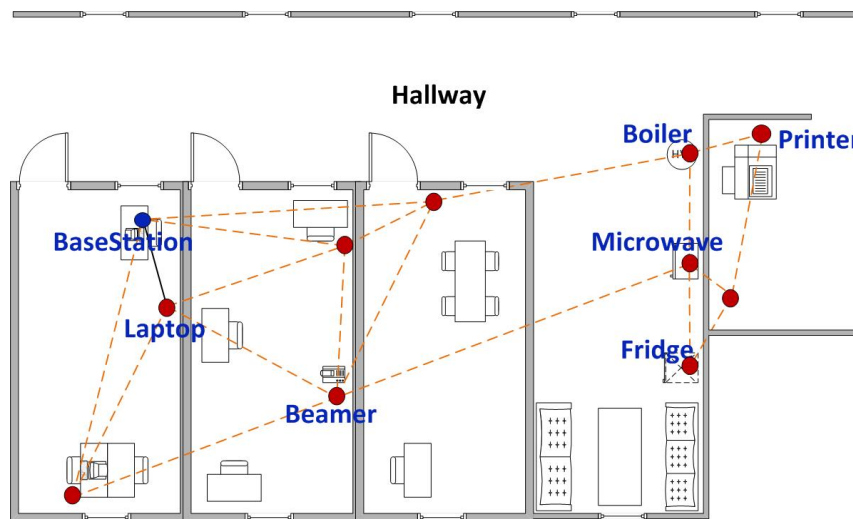 Hallway
Boiler
Printer
BaseStation
Microwave
Laptop
Fridge
Beamer